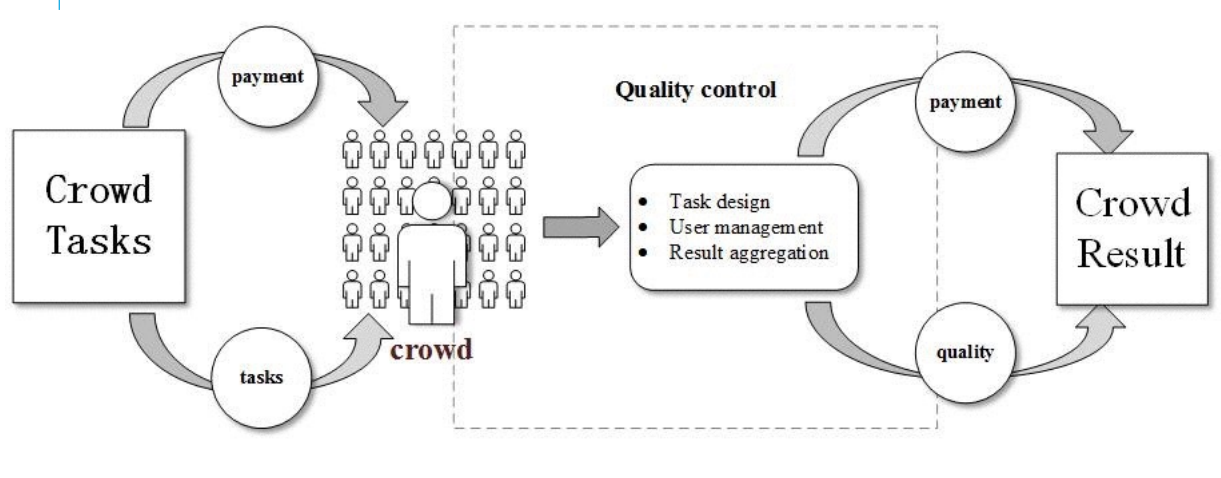 payment
Crowd
Tasks
tasks
crowd
Quality control
• Task design
• User management
• Result aggregation
payment
quality
Crowd
Result